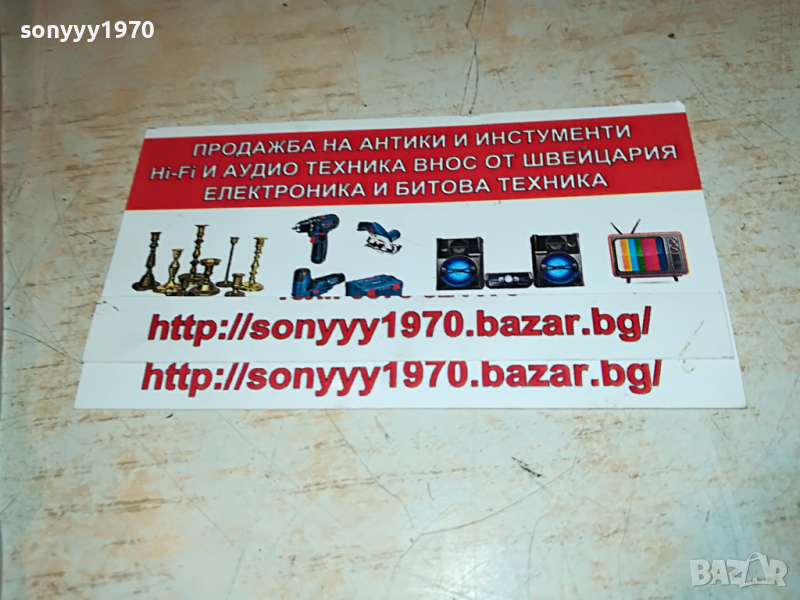 sonyyy1970
ПРОДАЖБА НА АНТИКИ И ИНСТУМЕНТИ
Hi-Fi И АУДИО ТЕХНИКА ВНОС ОТ ШВЕЙЦАРИЯ
ЕЛЕКТРОНИКА И БИТОВА ТЕХНИКА
http://sonyyy1970.bazar.bg/
http://sonyyy1970.bazar.bg/
sonyyy1970
BAZAR